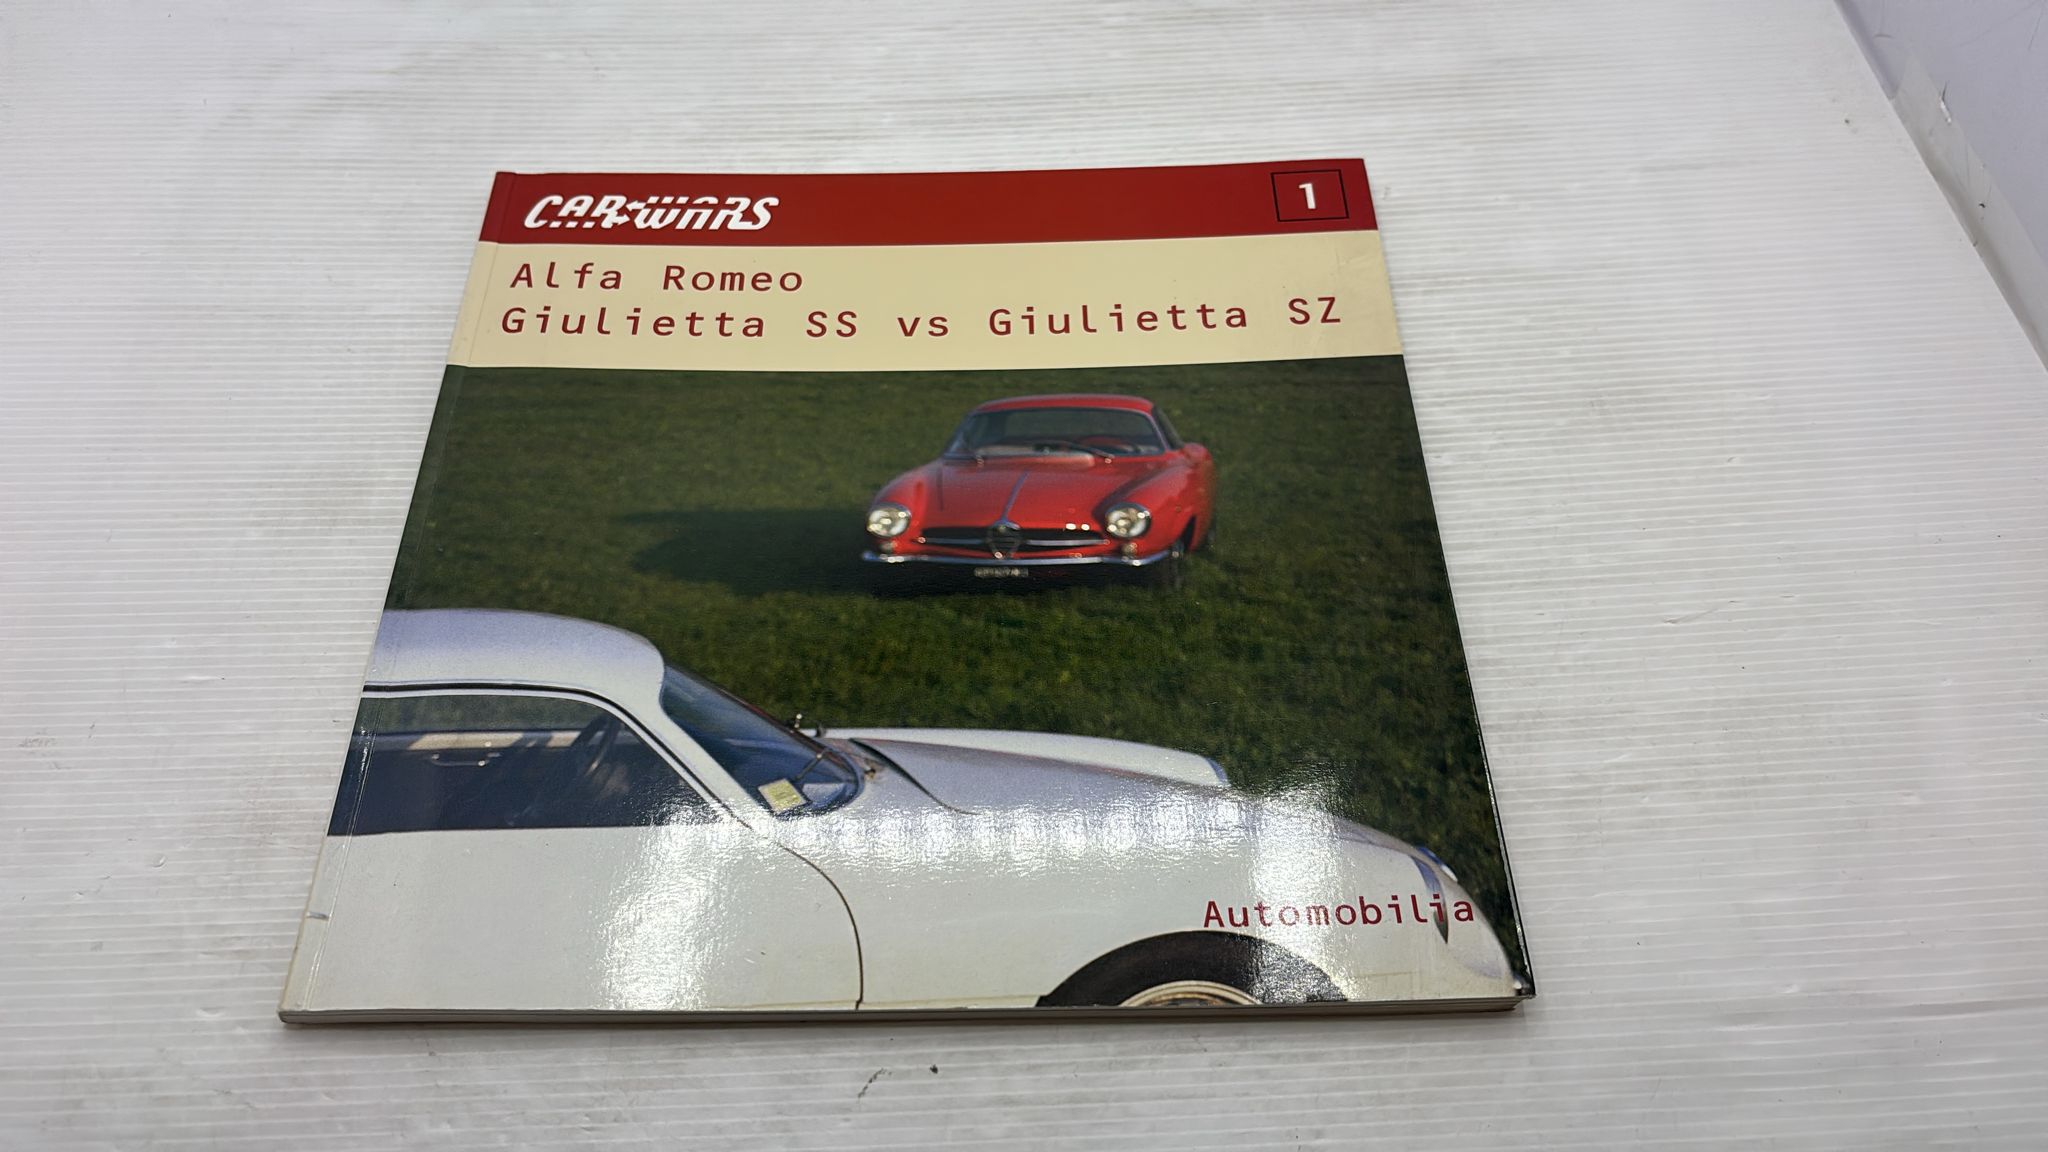 CAR WARS
1
Alfa Romeo
Giulietta SS vs Giulietta SZ
Automobilia